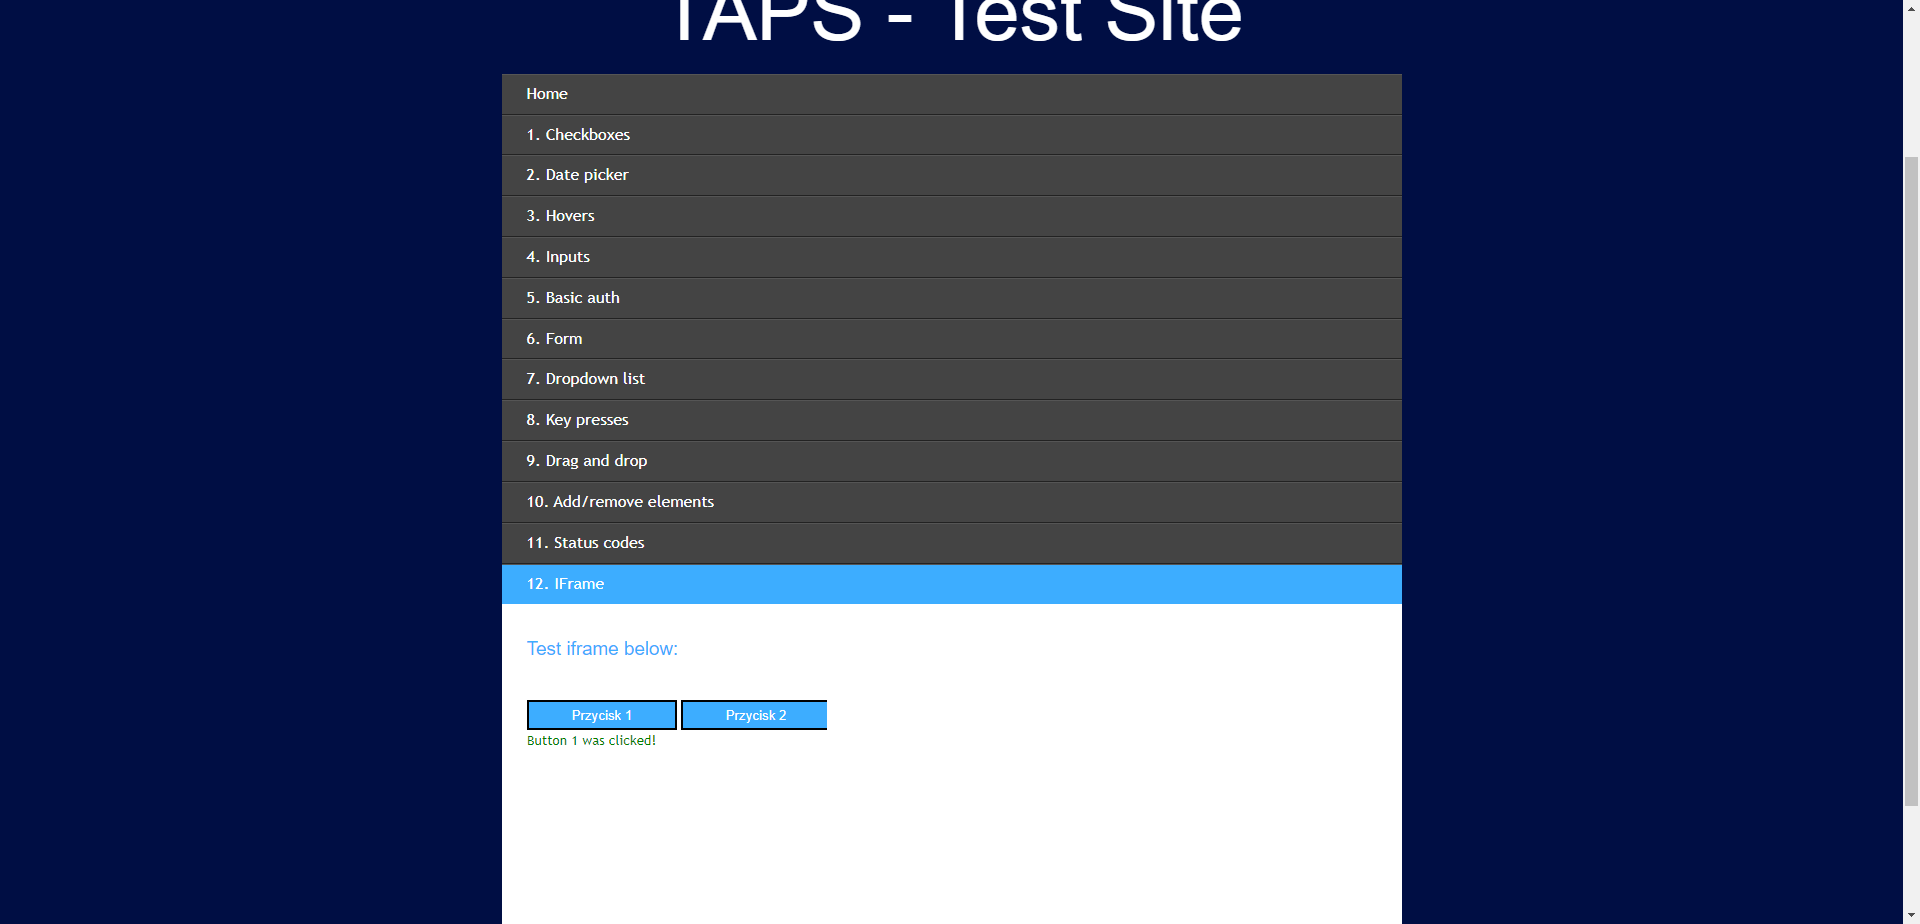 TAPS - Test Site
Home
1. Checkboxes
2. Date picker
3. Hovers
4. Inputs
5. Basic auth
6. Form
7. Dropdown list
8. Key presses
9. Drag and drop
10. Add/remove elements
11. Status codes
12. IFrame
Test iframe below:
Przycisk 1 Przycisk 2
Button 1 was clicked!